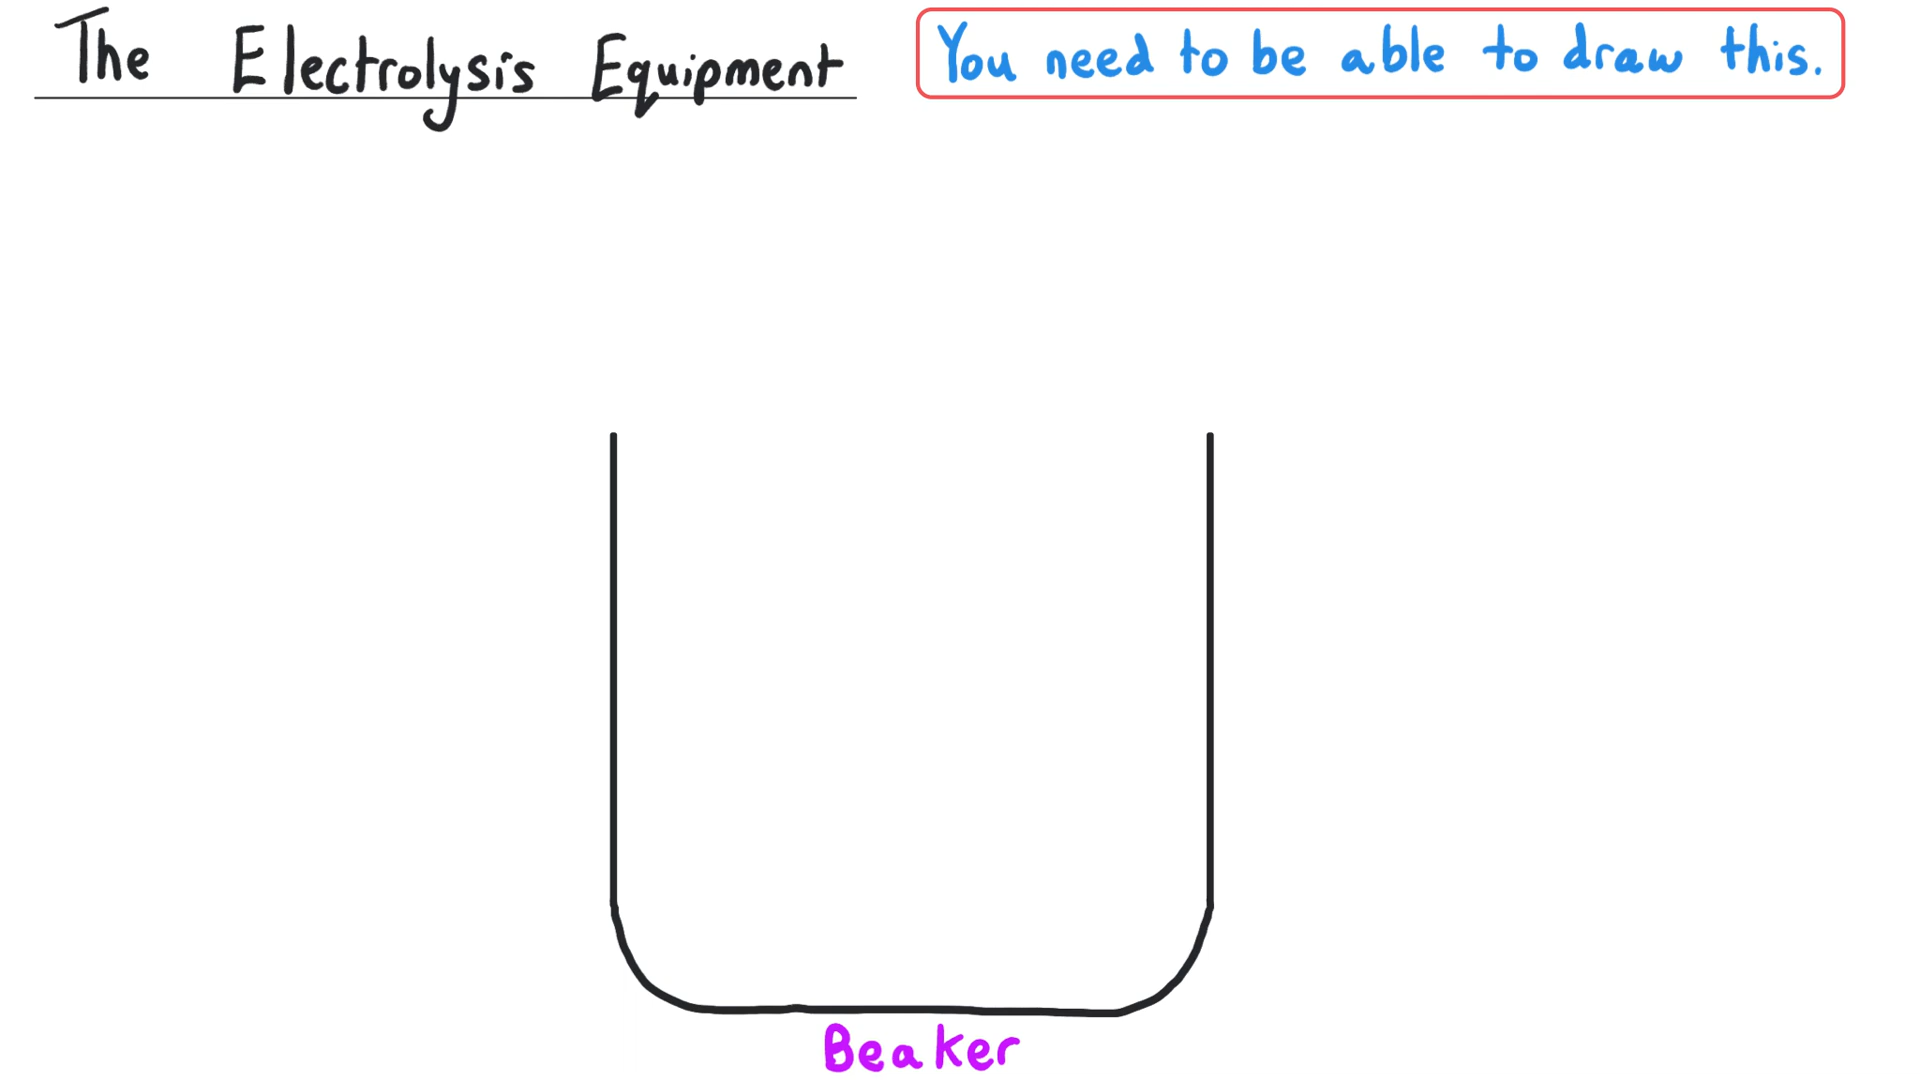 The Electrolysis Equipment
You need to be able to draw this.
Beaker